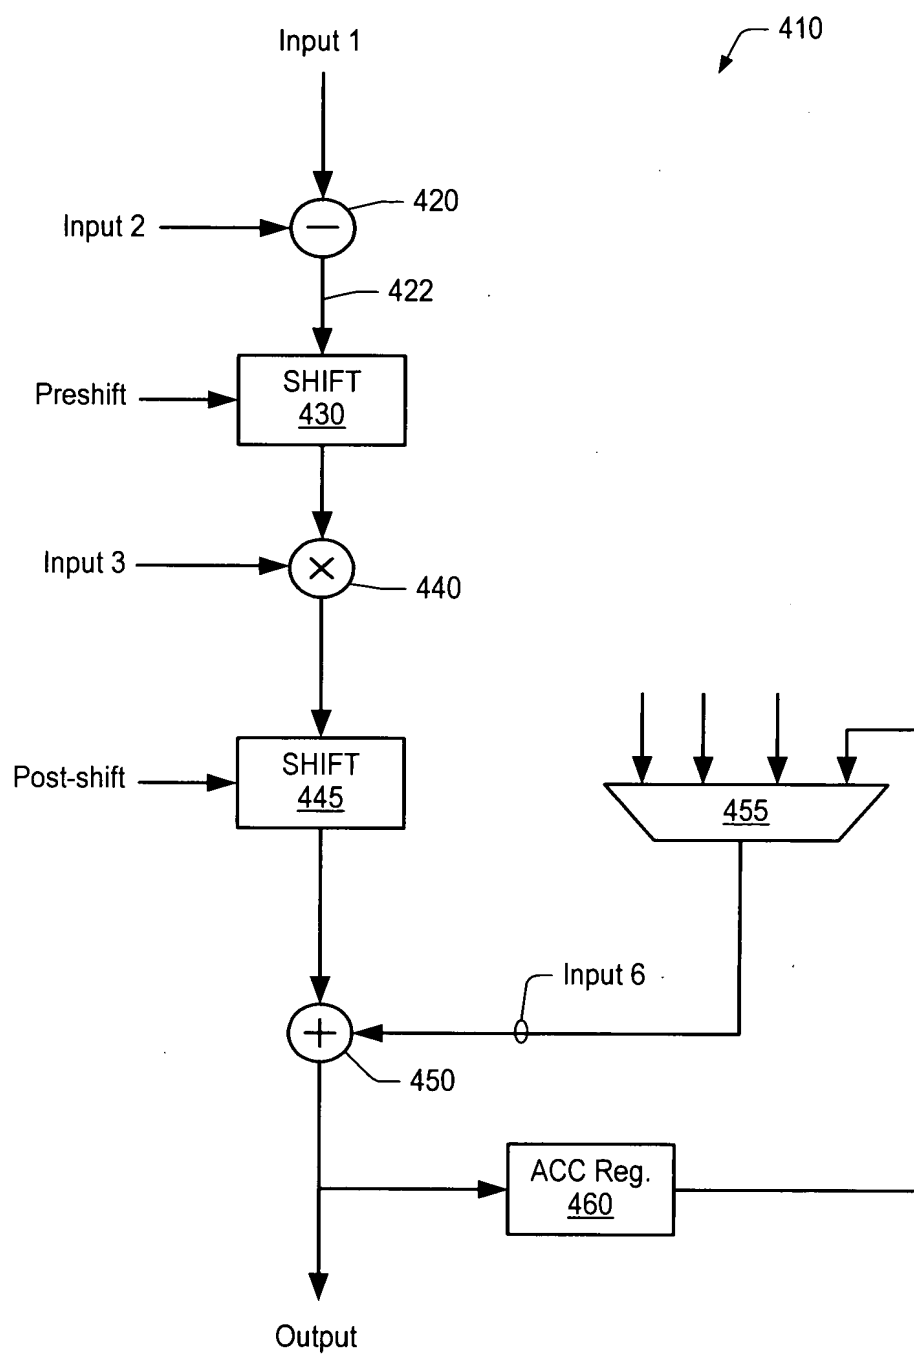 Input 1
410
Input 2
420
422
Preshift
SHIFT
430
Input 3
440
Post-shift
SHIFT
445
455
Input 6
450
ACC Reg.
460
Output